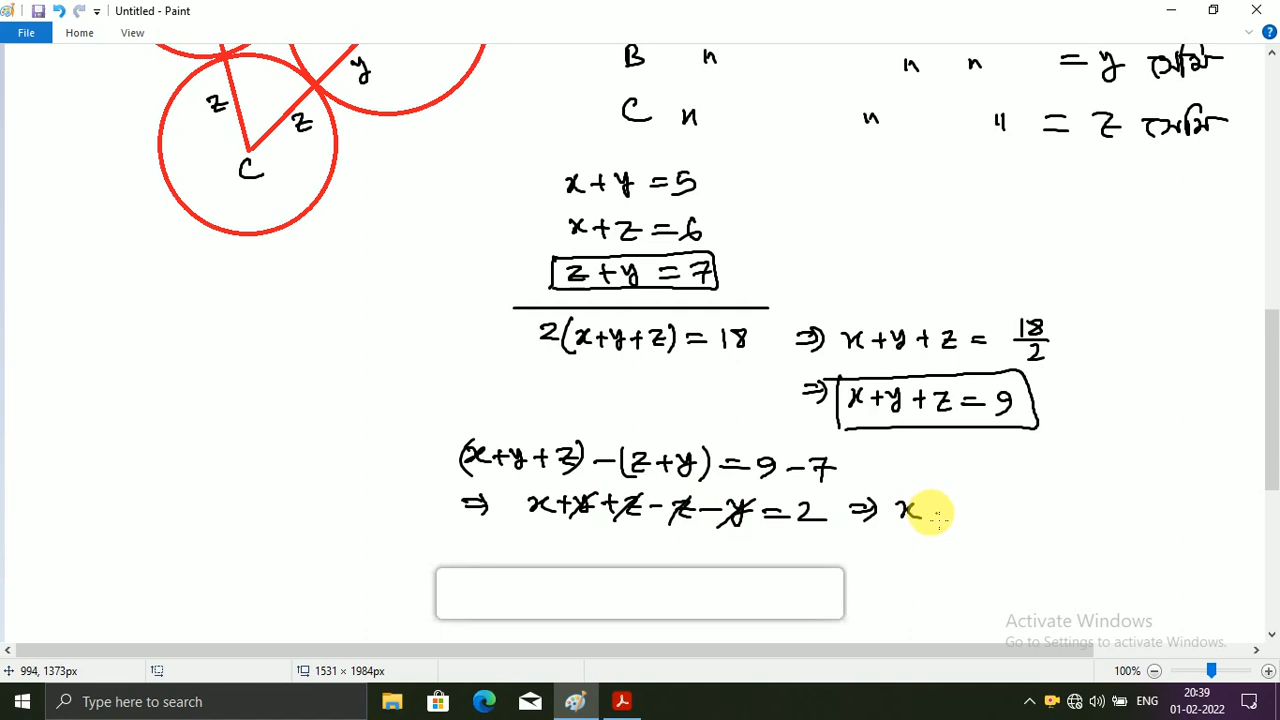 Untitled - Paint
File Home View
B " " " = y
C " " " = z
y
z
z
C
x+y = 5
x+z = 6
z+y = 7
2(x+y+z) = 18 ⇒ x+y+z = 18/2
⇒ x+y+z = 9
(x+y+z) - (z+y) = 9 - 7
⇒ x+y+z-z-y = 2 ⇒ x
Activate Windows
Go to Settings to activate Windows.
994, 1373px 1531 × 1984px 100%
Type here to search ENG 20:39 01-02-2022